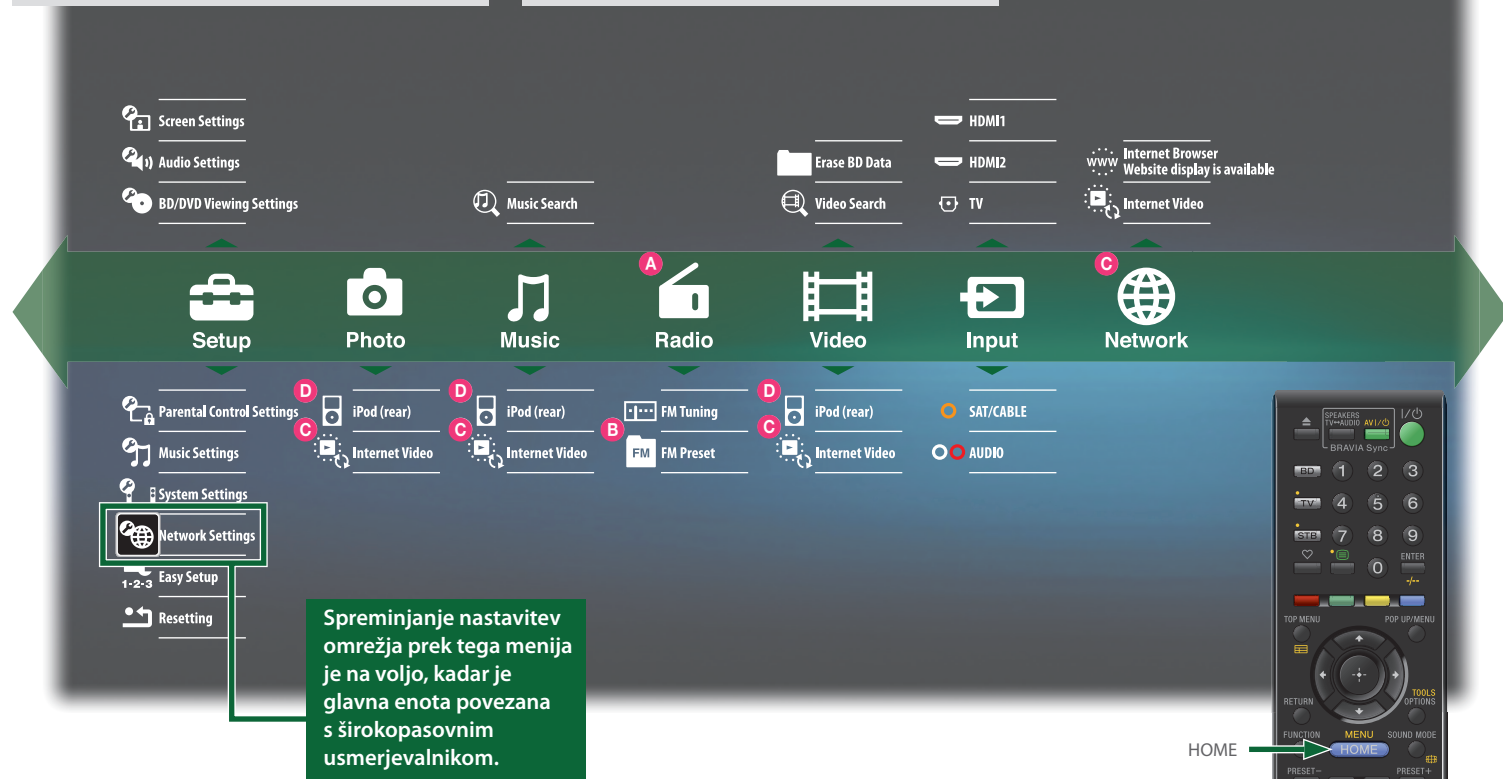 Screen Settings
Audio Settings
BD/DVD Viewing Settings
Music Search
Erase BD Data
Video Search
HDMI1
HDMI2
TV
www
Internet Browser
Website display is available
Internet Video
A
C
Setup
Photo
Music
Radio
Video
Input
Network
Parental Control Settings
Music Settings
System Settings
Network Settings
1-2-3
Easy Setup
Resetting
D
iPod (rear)
C
Internet Video
D
iPod (rear)
C
Internet Video
FM Tuning
B
FM
FM Preset
D
iPod (rear)
C
Internet Video
SAT/CABLE
AUDIO
Spreminjanje nastavitev
omrežja prek tega menija
je na voljo, kadar je
glavna enota povezana
s širokopasovnim
usmerjevalnikom.
HOME
SPEAKERS
TV↔AUDIO
AV I/⏻
I/⏻
BRAVIA Sync
BD
1
2
3
TV
4
5
6
STB
7
8
9
0
ENTER
-/--
TOP MENU
POP UP/MENU
RETURN
TOOLS
OPTIONS
FUNCTION
MENU
HOME
SOUND MODE
PRESET–
PRESET+